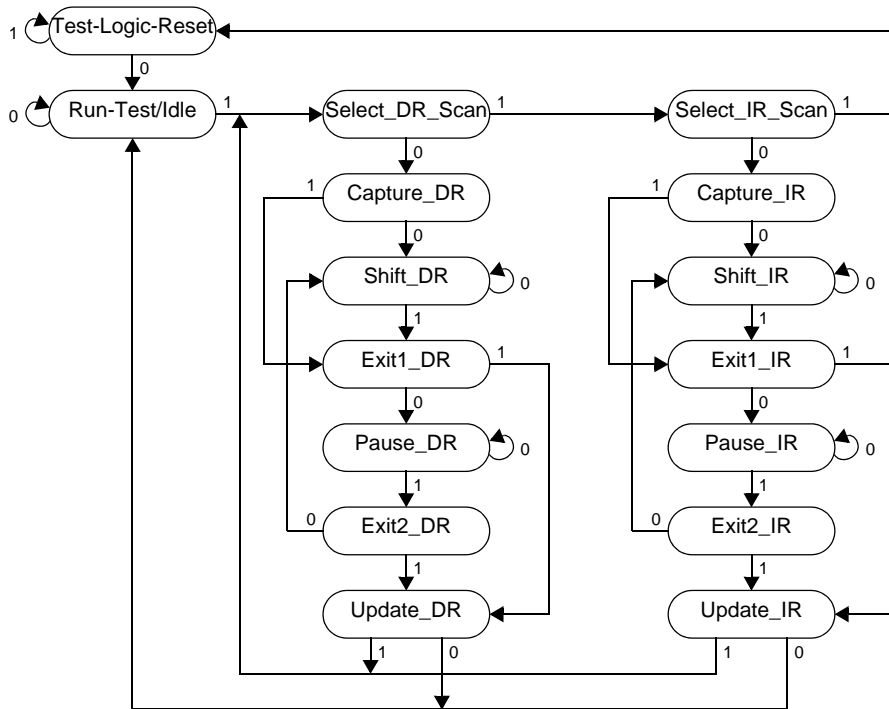 Test-Logic-Reset
1
0
Run-Test/Idle 1 Select_DR_Scan 1 Select_IR_Scan 1
0
0 0
1 Capture_DR 1 Capture_IR
0 0
Shift_DR 0 Shift_IR 0
1 1
Exit1_DR 1 Exit1_IR 1
0 0
Pause_DR 0 Pause_IR 0
1 1
0 Exit2_DR 0 Exit2_IR
1 1
Update_DR Update_IR
1 0 1 0